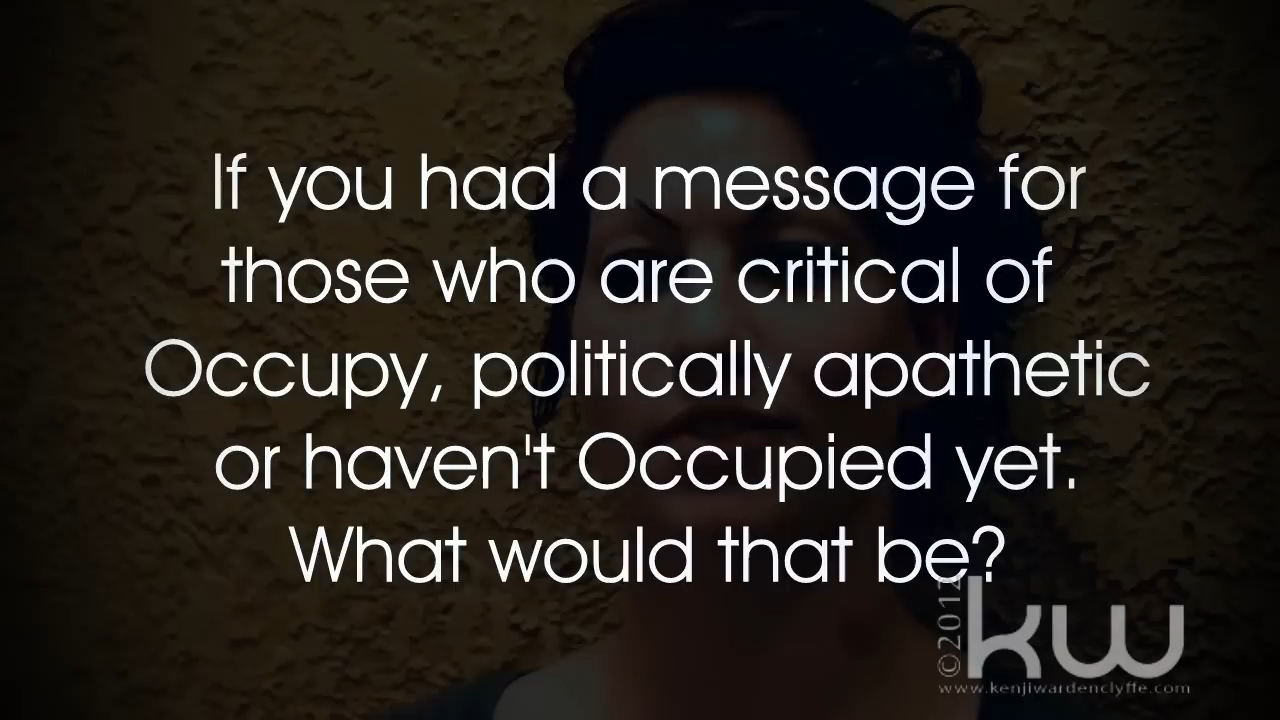 If you had a message for
those who are critical of
Occupy, politically apathetic
or haven't Occupied yet.
What would that be?
©2012
kw
www.kenjiwardenclyffe.com